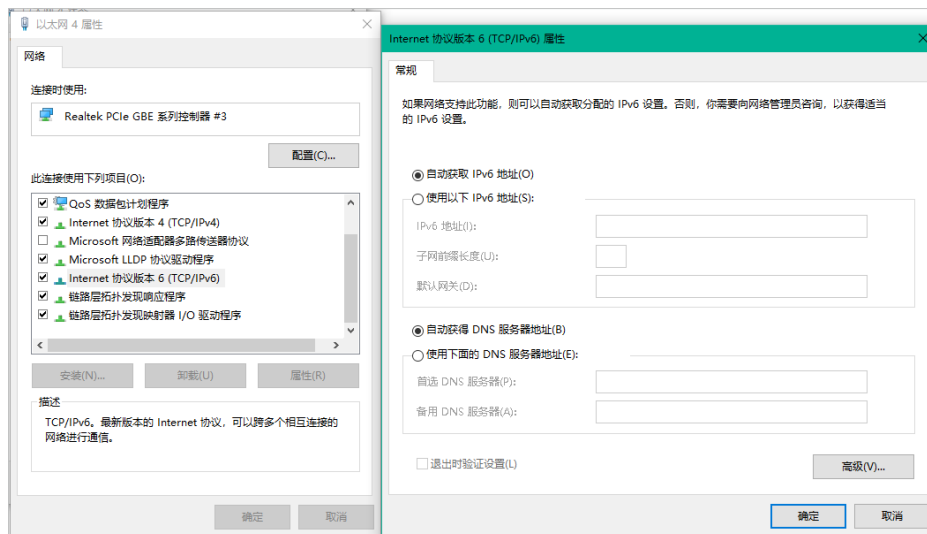 以太网 4 属性
网络
连接时使用:
Realtek PCIe GBE 系列控制器 #3
配置(C)...
此连接使用下列项目(O):
QoS 数据包计划程序
Internet 协议版本 4 (TCP/IPv4)
Microsoft 网络适配器多路传送器协议
Microsoft LLDP 协议驱动程序
Internet 协议版本 6 (TCP/IPv6)
链路层拓扑发现响应程序
链路层拓扑发现映射器 I/O 驱动程序
安装(N)...
卸载(U)
属性(R)
描述
TCP/IPv6。最新版本的 Internet 协议，可以跨多个相互连接的
网络进行通信。
确定
取消
Internet 协议版本 6 (TCP/IPv6) 属性
常规
如果网络支持此功能，则可以自动获取分配的 IPv6 设置。否则，你需要向网络管理员咨询，以获得适当
的 IPv6 设置。
自动获取 IPv6 地址(O)
使用以下 IPv6 地址(S):
IPv6 地址(I):
子网前缀长度(U):
默认网关(D):
自动获得 DNS 服务器地址(B)
使用下面的 DNS 服务器地址(E):
首选 DNS 服务器(P):
备用 DNS 服务器(A):
退出时验证设置(L)
高级(V)...
确定
取消